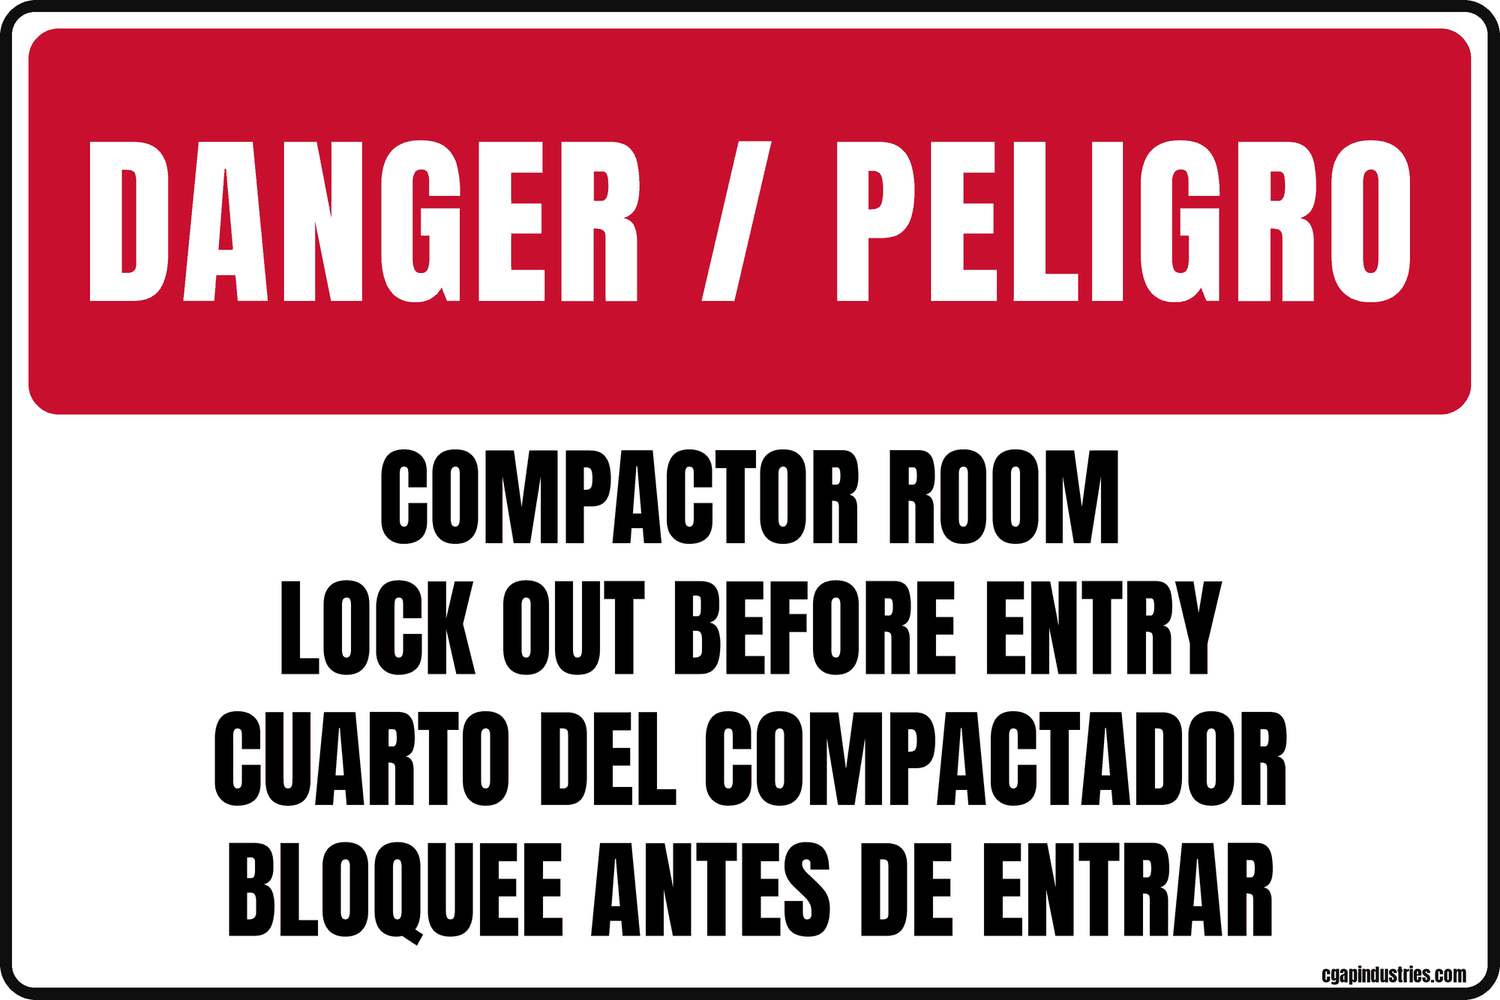 DANGER / PELIGRO
COMPACTOR ROOM
LOCK OUT BEFORE ENTRY
CUARTO DEL COMPACTADOR
BLOQUEE ANTES DE ENTRAR
cgapindustries.com